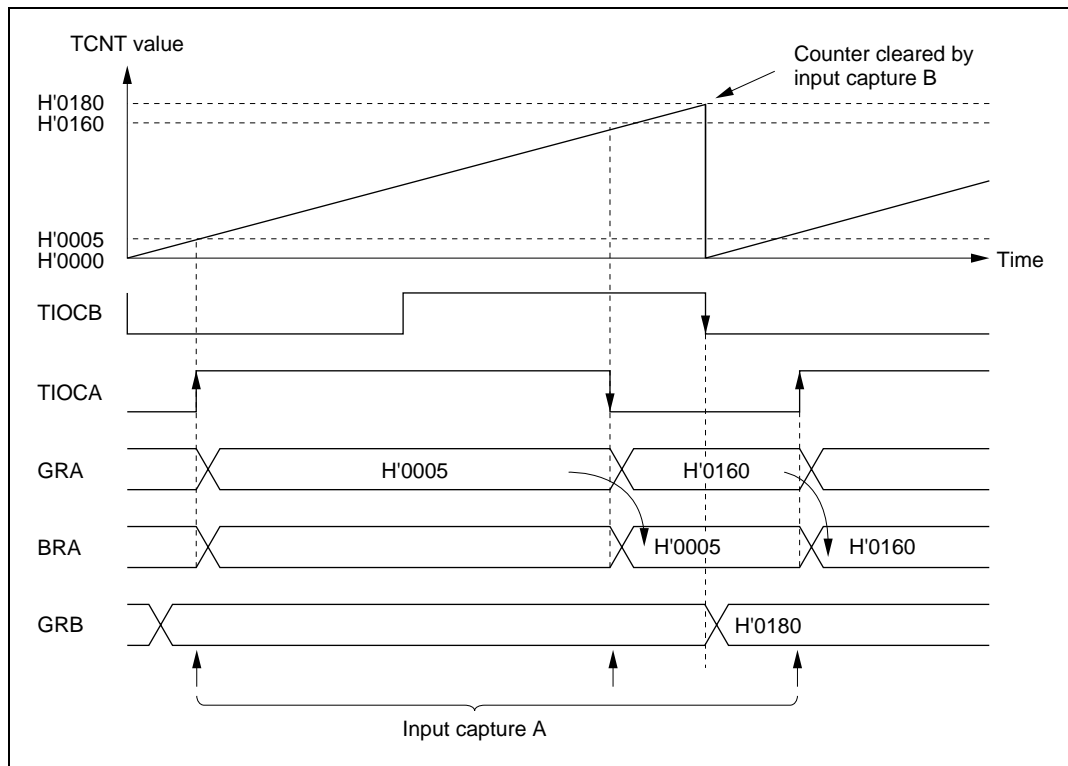 TCNT value
Counter cleared by
input capture B
H'0180
H'0160
H'0005
H'0000
Time
TIOCB
TIOCA
GRA
H'0005
H'0160
BRA
H'0005
H'0160
GRB
H'0180
Input capture A